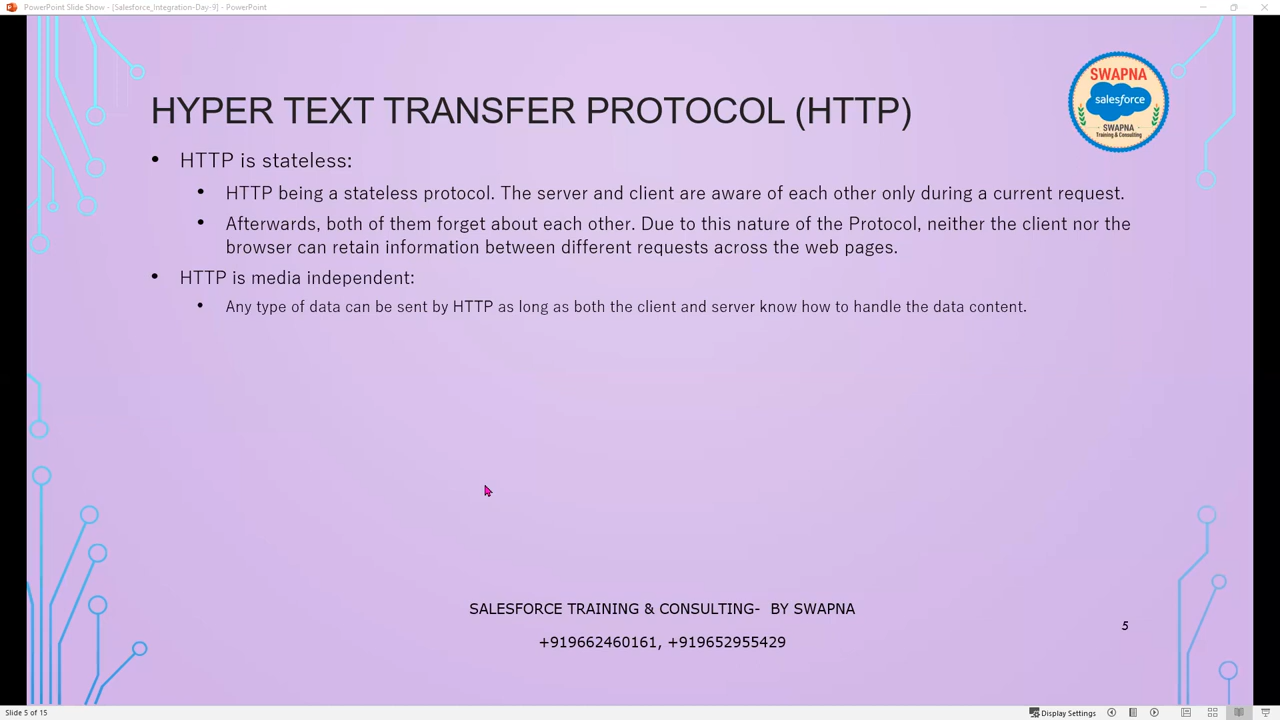 PowerPoint Slide Show - [Salesforce_Integration-Day-9] - PowerPoint
SWAPNA
salesforce
SWAPNA
Training & Consulting
HYPER TEXT TRANSFER PROTOCOL (HTTP)
• HTTP is stateless:
• HTTP being a stateless protocol. The server and client are aware of each other only during a current request.
• Afterwards, both of them forget about each other. Due to this nature of the Protocol, neither the client nor the
browser can retain information between different requests across the web pages.
• HTTP is media independent:
• Any type of data can be sent by HTTP as long as both the client and server know how to handle the data content.
SALESFORCE TRAINING & CONSULTING- BY SWAPNA
+919662460161, +919652955429
5
Slide 5 of 15
Display Settings